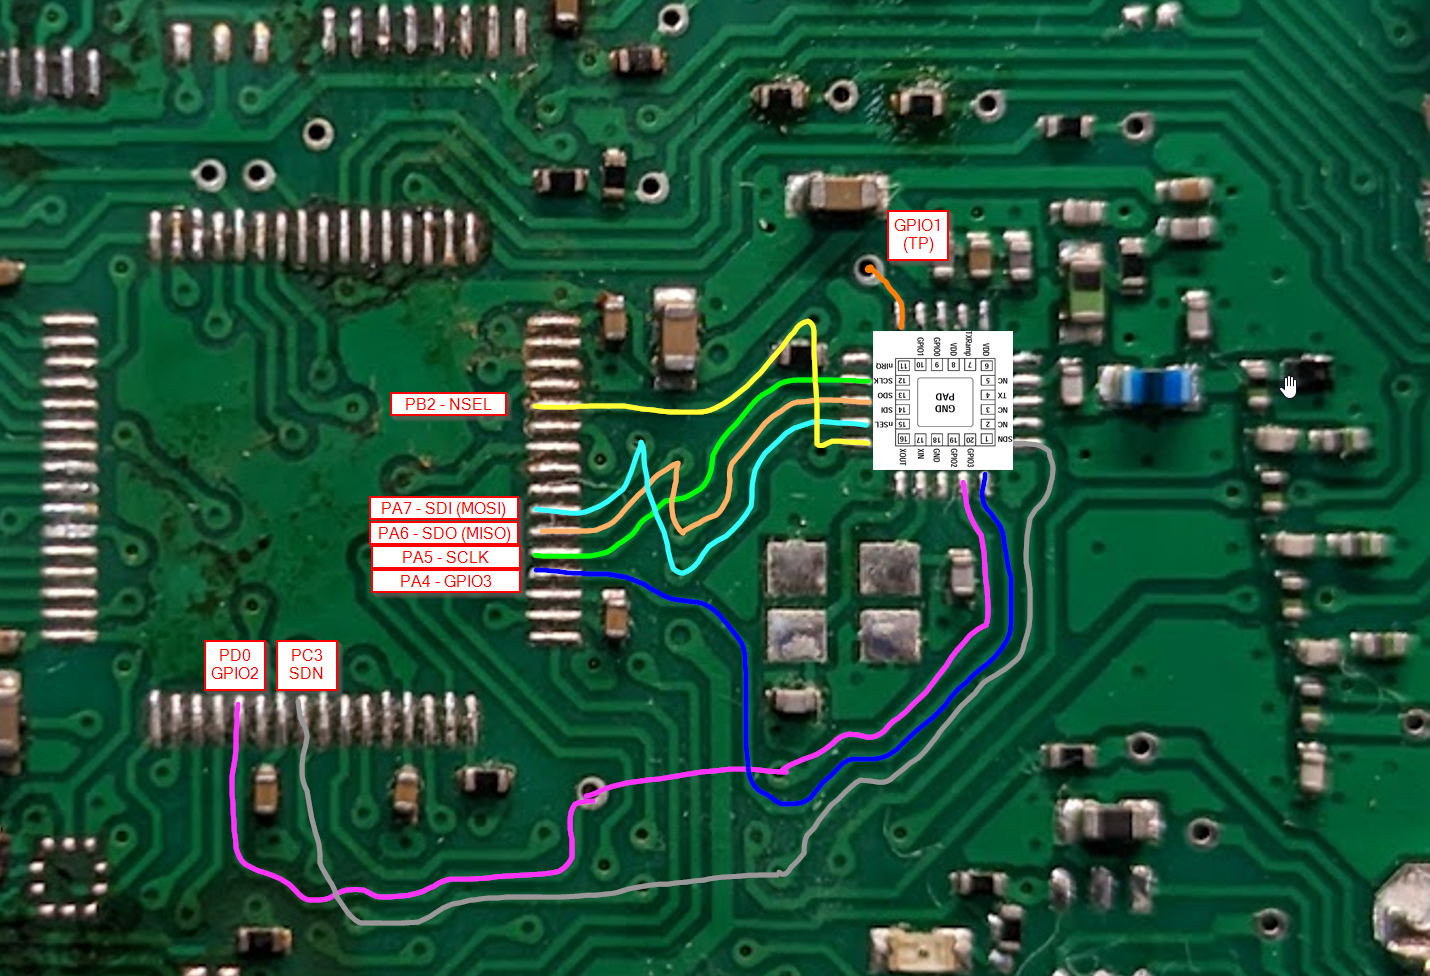 GPIO1
(TP)
GPIO1
GPIO0
VDD
TXRamp
VDD
11
10
9
8
7
6
nIRQ
SCLK
SDO
SDI
nSEL
12
13
14
15
GND
PAD
5
4
3
2
NC
TX
NC
NC
SDN
16
17
18
19
20
1
XOUT
XIN
GND
GPIO2
GPIO3
PB2 - NSEL
PA7 - SDI (MOSI)
PA6 - SDO (MISO)
PA5 - SCLK
PA4 - GPIO3
PD0
GPIO2
PC3
SDN